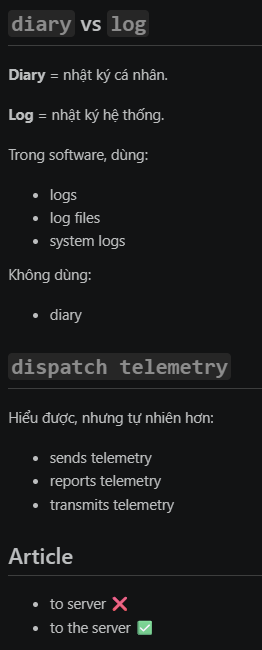 diary vs log
Diary = nhật ký cá nhân.
Log = nhật ký hệ thống.
Trong software, dùng:
• logs
• log files
• system logs
Không dùng:
• diary
dispatch telemetry
Hiểu được, nhưng tự nhiên hơn:
• sends telemetry
• reports telemetry
• transmits telemetry
Article
• to server ❌
• to the server ✅